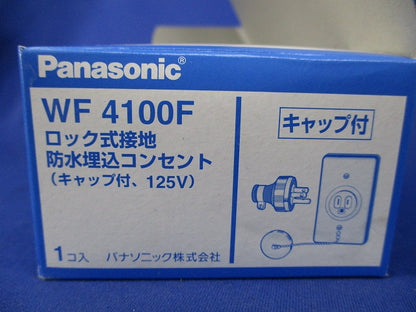 Panasonic®
WF 4100F
ロック式接地
防水埋込コンセント
(キャップ付、125V)
キャップ付
1コ入 パナソニック株式会社